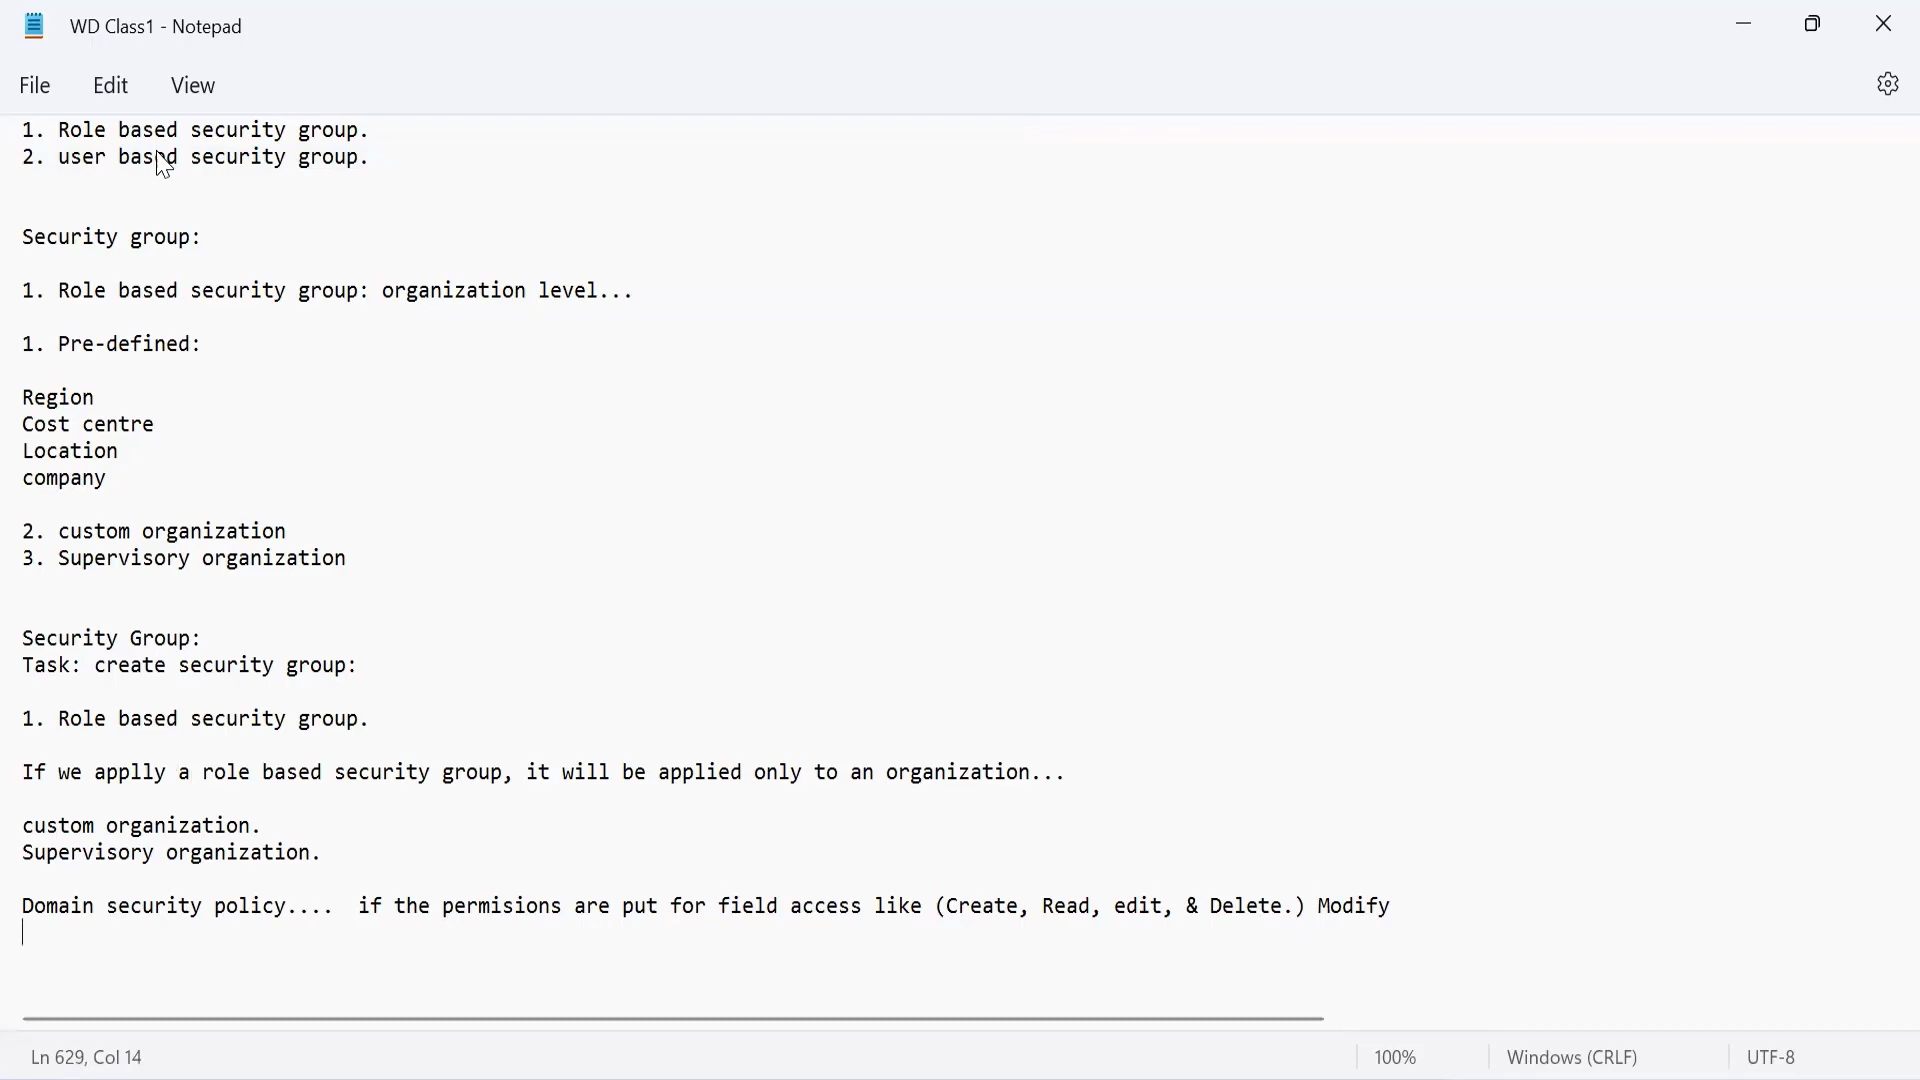 WD Class1 - Notepad
File Edit View
1. Role based security group.
2. user based security group.
Security group:
1. Role based security group: organization level...
1. Pre-defined:
Region
Cost centre
Location
company
2. custom organization
3. Supervisory organization
Security Group:
Task: create security group:
1. Role based security group.
If we applly a role based security group, it will be applied only to an organization...
custom organization.
Supervisory organization.
Domain security policy.... if the permisions are put for field access like (Create, Read, edit, & Delete.) Modify
Ln 629, Col 14 100% Windows (CRLF) UTF-8